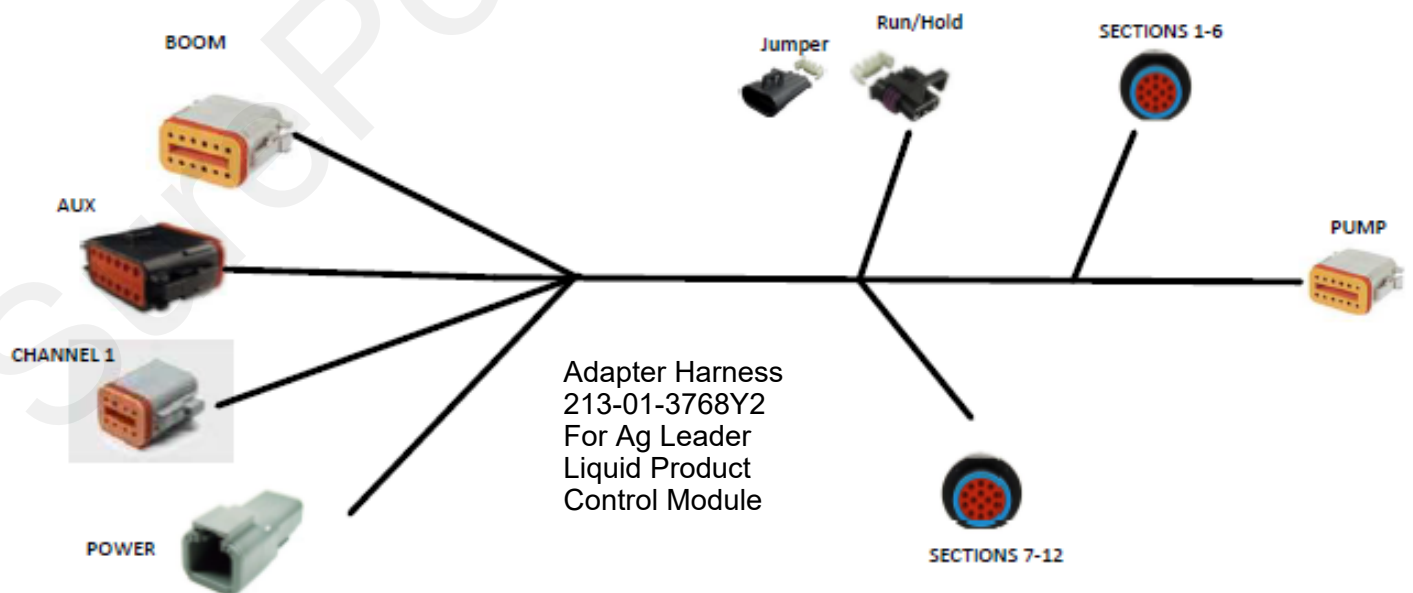 BOOM
Jumper
Run/Hold
SECTIONS 1-6
AUX
PUMP
CHANNEL 1
Adapter Harness
213-01-3768Y2
For Ag Leader
Liquid Product
Control Module
POWER
SECTIONS 7-12